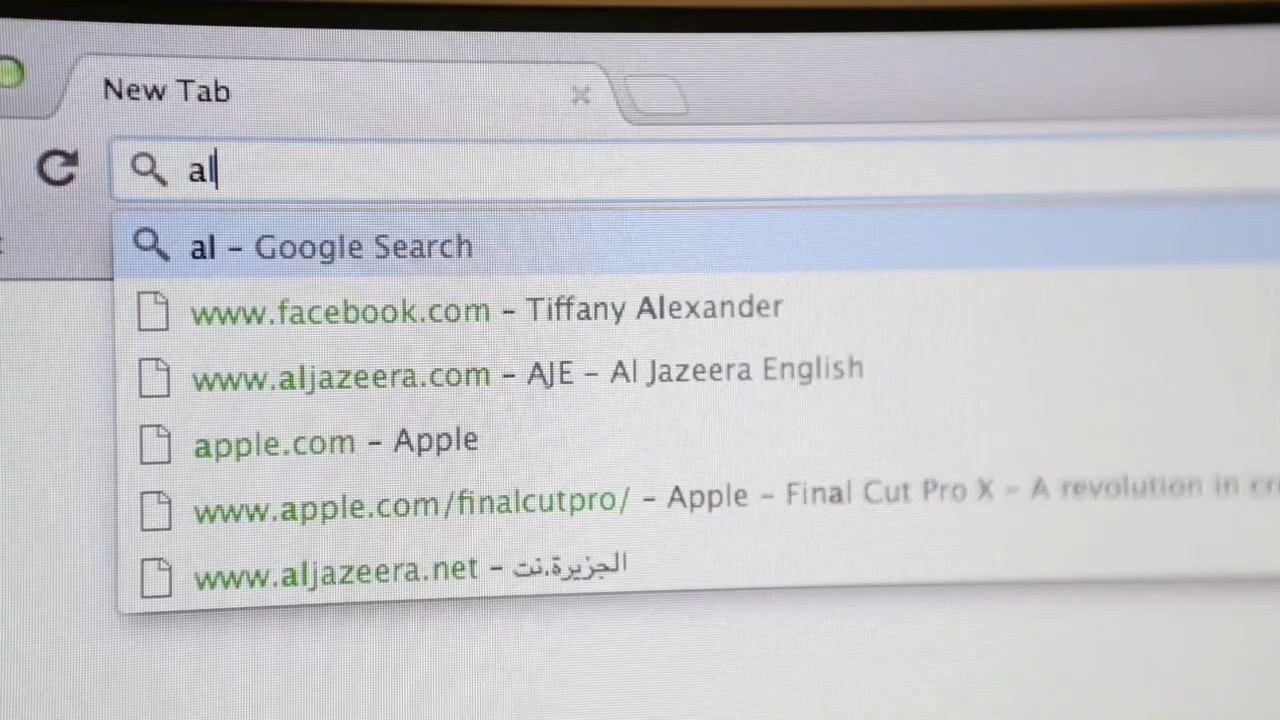 New Tab
al
al – Google Search
www.facebook.com – Tiffany Alexander
www.aljazeera.com – AJE – Al Jazeera English
apple.com – Apple
www.apple.com/finalcutpro/ – Apple – Final Cut Pro X – A revolution in
www.aljazeera.net – الجزيرة.نت